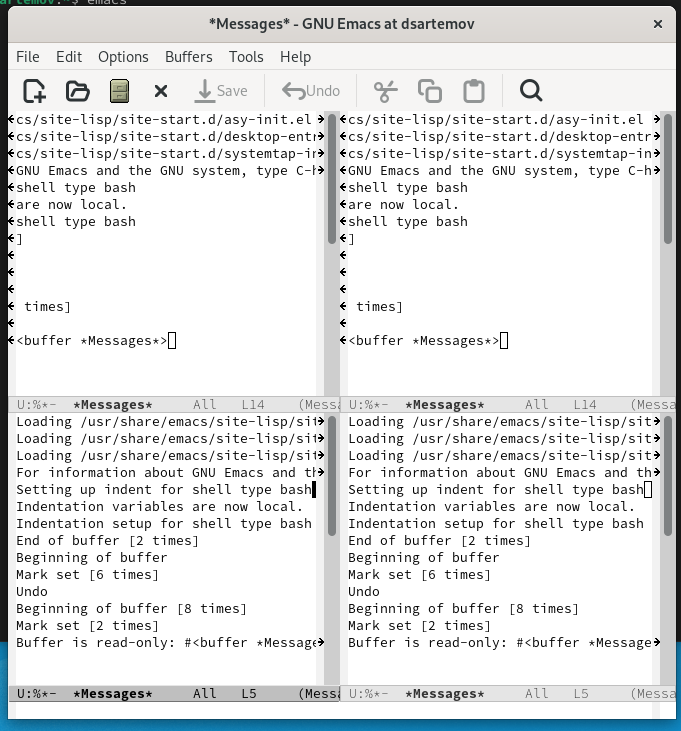 emacs
*Messages* - GNU Emacs at dsartemov
File Edit Options Buffers Tools Help
Save Undo
cs/site-lisp/site-start.d/asy-init.el
cs/site-lisp/site-start.d/desktop-entr
cs/site-lisp/site-start.d/systemtap-in
GNU Emacs and the GNU system, type C-h
shell type bash
are now local.
shell type bash
]
times]
<buffer *Messages*>
U:%*- *Messages* All L14 (Messa
cs/site-lisp/site-start.d/asy-init.el
cs/site-lisp/site-start.d/desktop-entr
cs/site-lisp/site-start.d/systemtap-in
GNU Emacs and the GNU system, type C-h
shell type bash
are now local.
shell type bash
]
times]
<buffer *Messages*>
U:%*- *Messages* All L14 (Messa
Loading /usr/share/emacs/site-lisp/sit
Loading /usr/share/emacs/site-lisp/sit
Loading /usr/share/emacs/site-lisp/sit
For information about GNU Emacs and th
Setting up indent for shell type bash
Indentation variables are now local.
Indentation setup for shell type bash
End of buffer [2 times]
Beginning of buffer
Mark set [6 times]
Undo
Beginning of buffer [8 times]
Mark set [2 times]
Buffer is read-only: #<buffer *Message
U:%*- *Messages* All L5 (Messa
Loading /usr/share/emacs/site-lisp/sit
Loading /usr/share/emacs/site-lisp/sit
Loading /usr/share/emacs/site-lisp/sit
For information about GNU Emacs and th
Setting up indent for shell type bash
Indentation variables are now local.
Indentation setup for shell type bash
End of buffer [2 times]
Beginning of buffer
Mark set [6 times]
Undo
Beginning of buffer [8 times]
Mark set [2 times]
Buffer is read-only: #<buffer *Message
U:%*- *Messages* All L5 (Messa